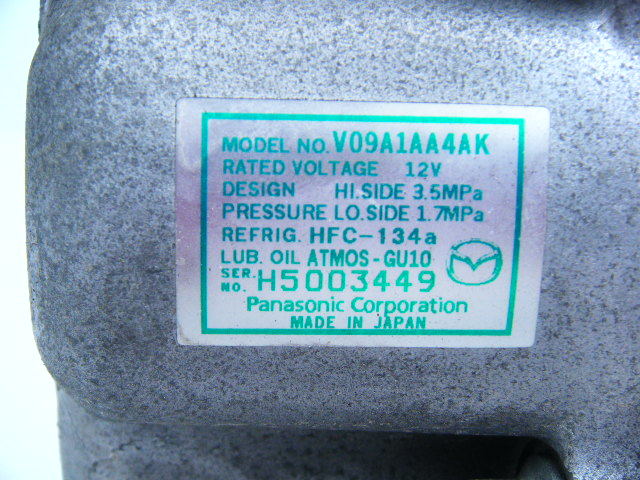 MODEL NO. V09A1AA4AK
RATED VOLTAGE 12V
DESIGN HI.SIDE 3.5MPa
PRESSURE LO.SIDE 1.7MPa
REFRIG. HFC-134a
LUB. OIL ATMOS-GU10
SER. NO. H5003449
Panasonic Corporation
MADE IN JAPAN